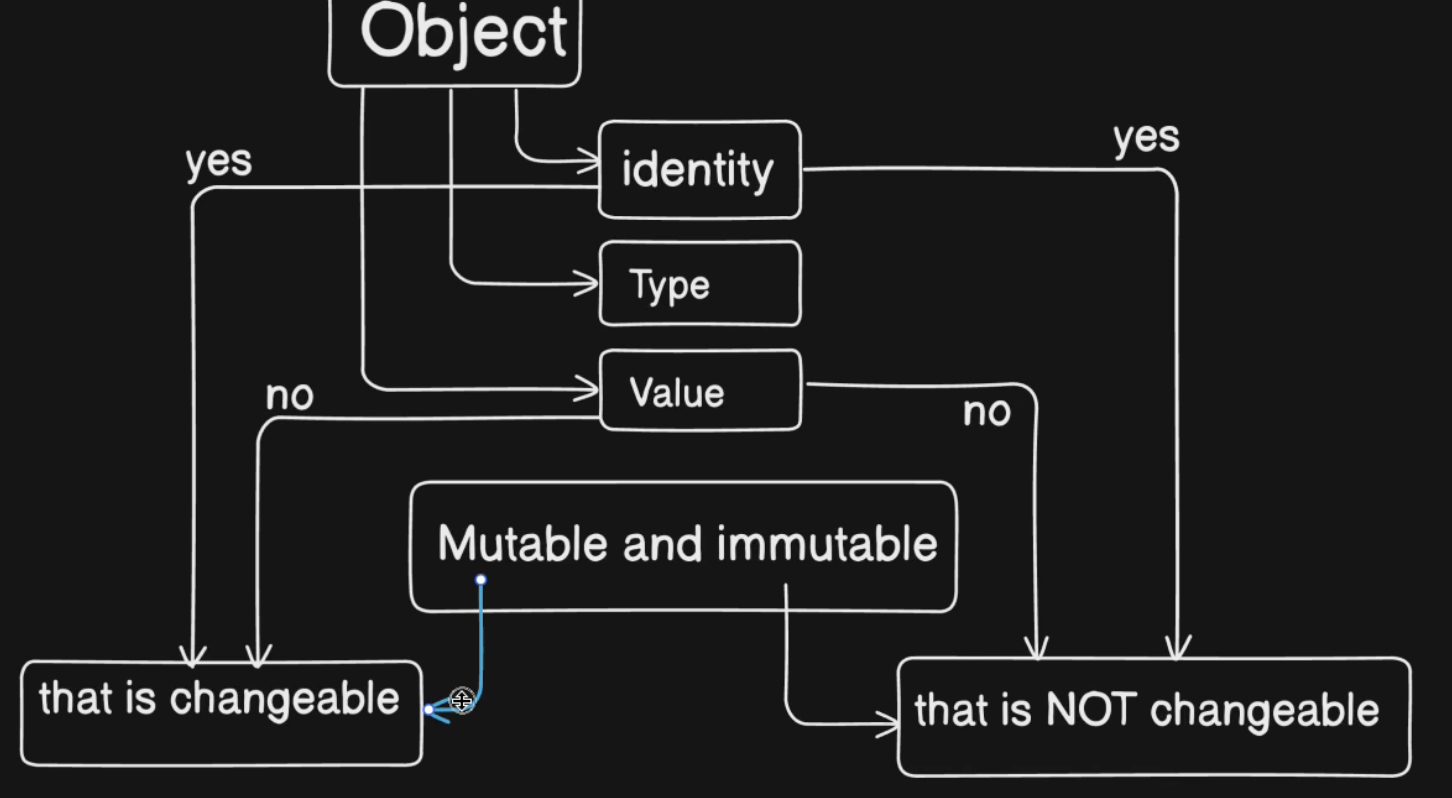 Object
yes
yes
identity
Type
Value
no
no
Mutable and immutable
that is changeable
that is NOT changeable